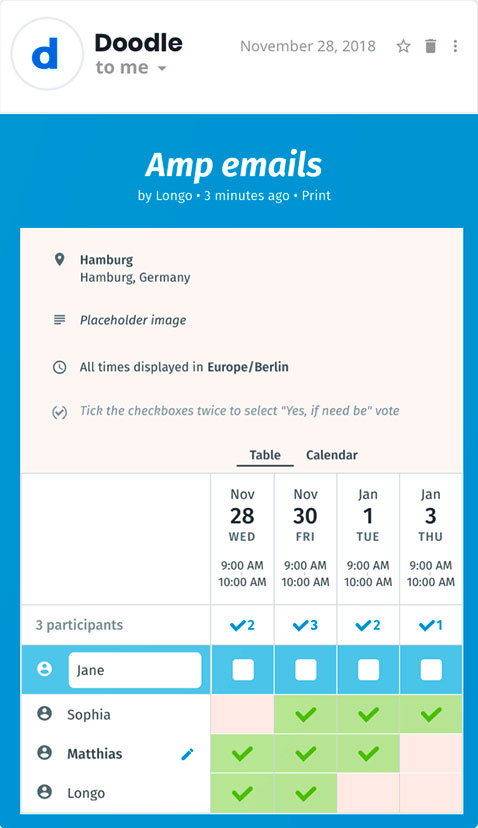 d
Doodle
November 28, 2018
to me
Amp emails
by Longo • 3 minutes ago • Print
Hamburg
Hamburg, Germany
Placeholder image
All times displayed in Europe/Berlin
Tick the checkboxes twice to select "Yes, if need be" vote
Table Calendar
Nov Nov Jan Jan
28 30 1 3
WED FRI TUE THU
9:00 AM 9:00 AM 9:00 AM 9:00 AM
10:00 AM 10:00 AM 10:00 AM 10:00 AM
3 participants 2 3 2 1
Jane
Sophia
Matthias
Longo